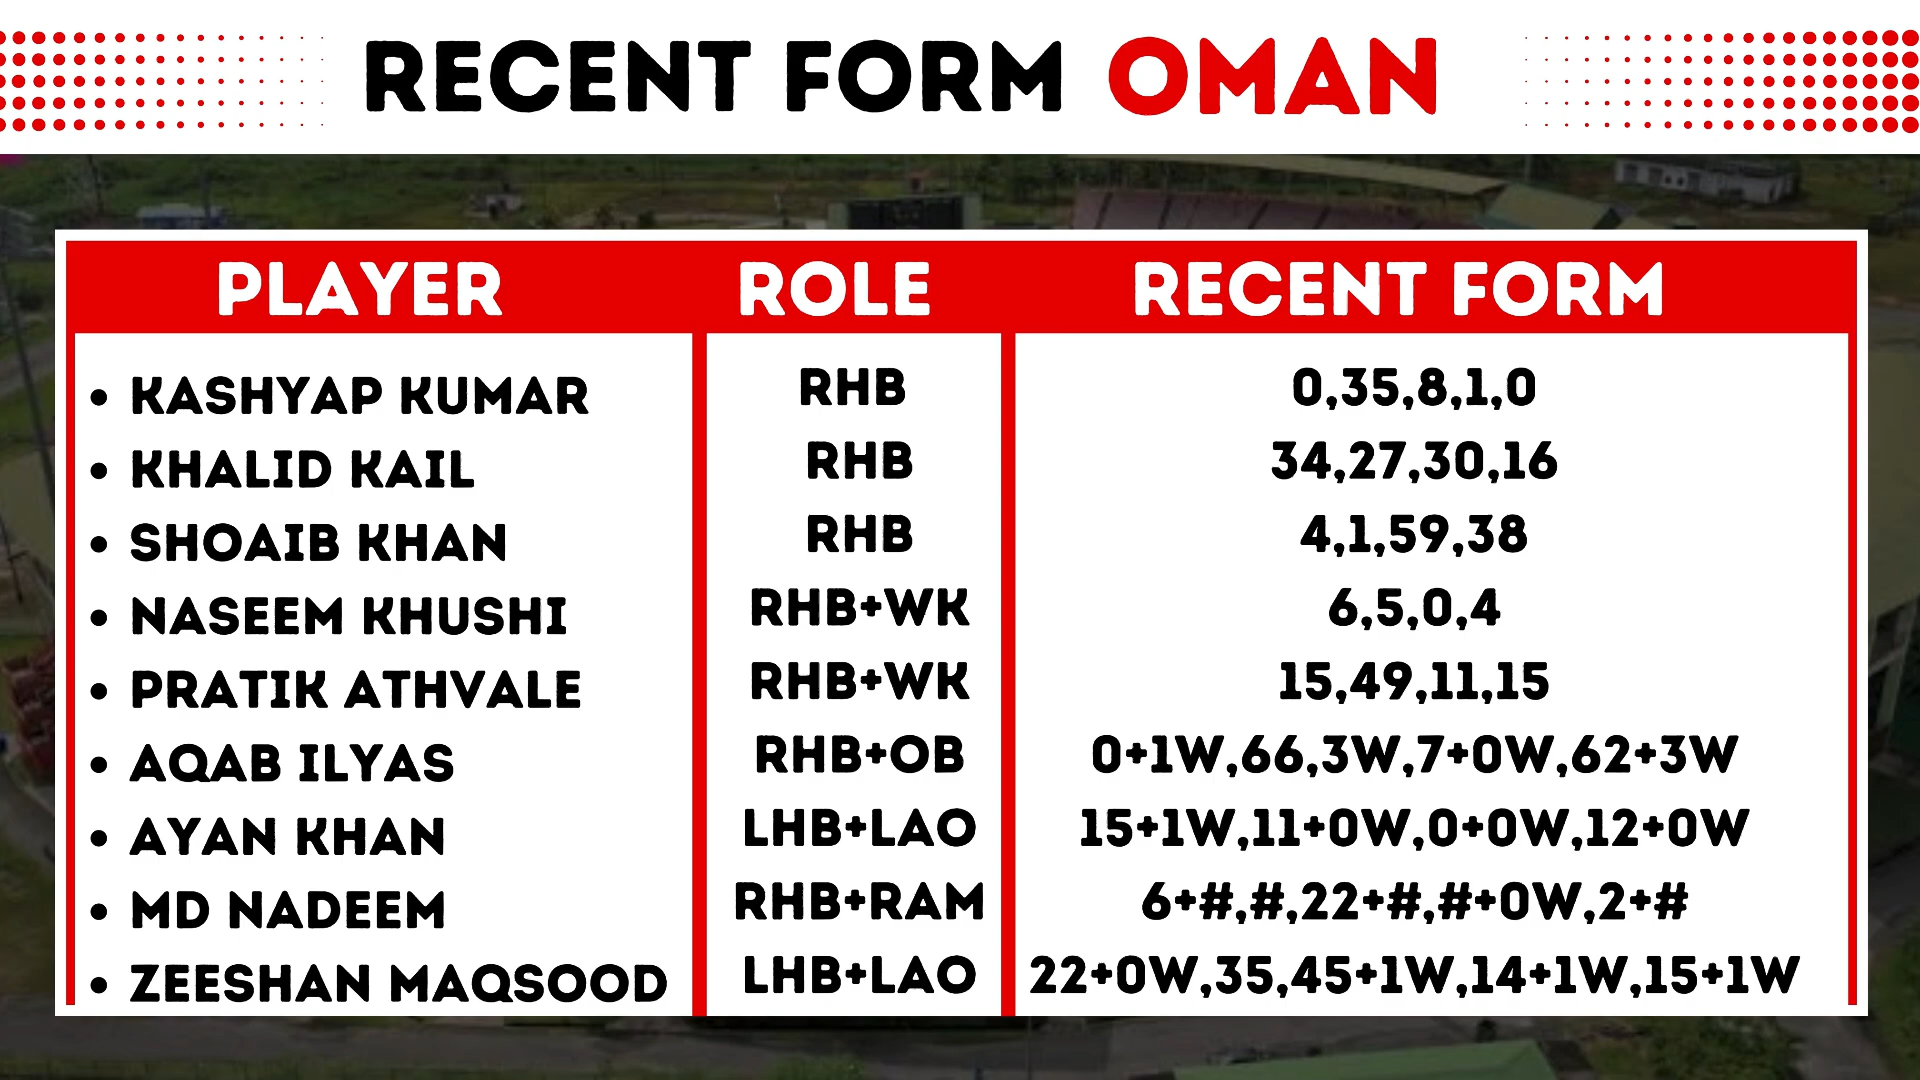 RECENT FORM OMAN
PLAYER ROLE RECENT FORM
• KASHYAP KUMAR RHB 0,35,8,1,0
• KHALID KAIL RHB 34,27,30,16
• SHOAIB KHAN RHB 4,1,59,38
• NASEEM KHUSHI RHB+WK 6,5,0,4
• PRATIK ATHVALE RHB+WK 15,49,11,15
• AQAB ILYAS RHB+OB 0+1W,66,3W,7+0W,62+3W
• AYAN KHAN LHB+LAO 15+1W,11+0W,0+0W,12+0W
• MD NADEEM RHB+RAM 6+#,#,22+#,#+0W,2+#
• ZEESHAN MAQSOOD LHB+LAO 22+0W,35,45+1W,14+1W,15+1W